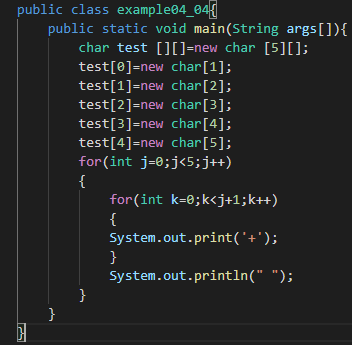 public class example04_04{
    public static void main(String args[]){
        char test [][]=new char [5][];
        test[0]=new char[1];
        test[1]=new char[2];
        test[2]=new char[3];
        test[3]=new char[4];
        test[4]=new char[5];
        for(int j=0;j<5;j++)
        {
            for(int k=0;k<j+1;k++)
            {
            System.out.print('+');
            }
            System.out.println(" ");
        }
    }
}